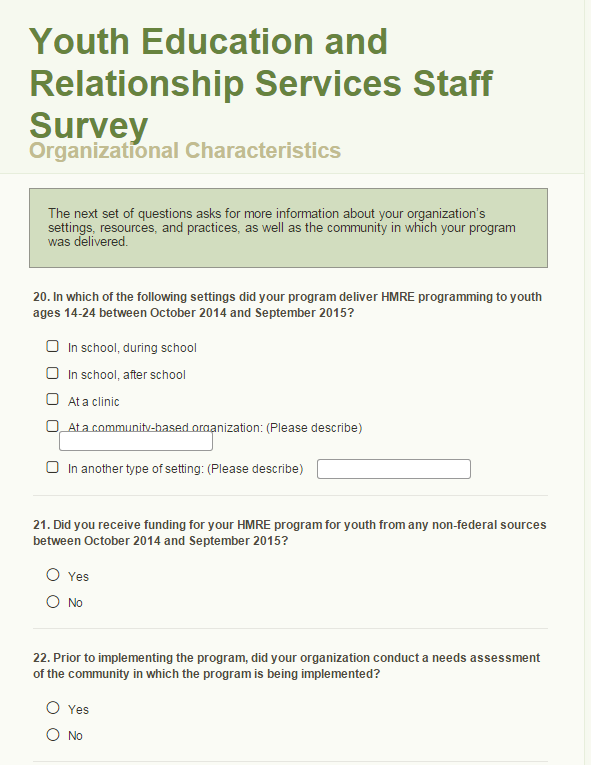 Youth Education and
Relationship Services Staff
Survey
Organizational Characteristics
The next set of questions asks for more information about your organization's
settings, resources, and practices, as well as the community in which your program
was delivered.
20. In which of the following settings did your program deliver HMRE programming to youth
ages 14-24 between October 2014 and September 2015?
In school, during school
In school, after school
At a clinic
At a community-based organization: (Please describe)
In another type of setting: (Please describe)
21. Did you receive funding for your HMRE program for youth from any non-federal sources
between October 2014 and September 2015?
Yes
No
22. Prior to implementing the program, did your organization conduct a needs assessment
of the community in which the program is being implemented?
Yes
No